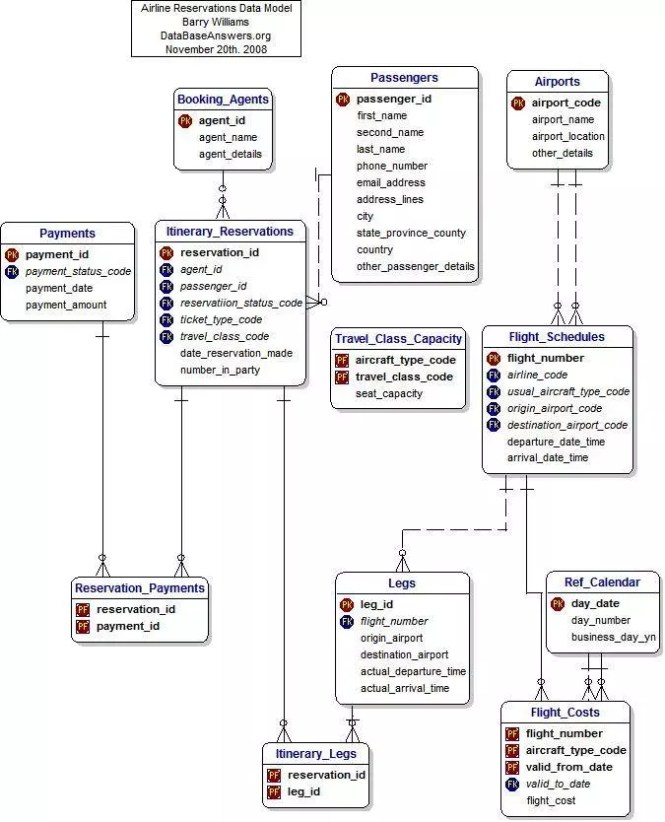 Airline Reservations Data Model
Barry Williams
DataBaseAnswers.org
November 20th. 2008
Booking_Agents
PK agent_id
agent_name
agent_details
Passengers
PK passenger_id
first_name
second_name
last_name
phone_number
email_address
address_lines
city
state_province_county
country
other_passenger_details
Airports
PK airport_code
airport_name
airport_location
other_details
Payments
PK payment_id
FK payment_status_code
payment_date
payment_amount
Itinerary_Reservations
PK reservation_id
FK agent_id
FK passenger_id
FK reservatiion_status_code
FK ticket_type_code
FK travel_class_code
date_reservation_made
number_in_party
Travel_Class_Capacity
PF aircraft_type_code
PF travel_class_code
seat_capacity
Flight_Schedules
PK flight_number
FK airline_code
FK usual_aircraft_type_code
FK origin_airport_code
FK destination_airport_code
departure_date_time
arrival_date_time
Reservation_Payments
PF reservation_id
PF payment_id
Legs
PK leg_id
FK flight_number
origin_airport
destination_airport
actual_departure_time
actual_arrival_time
Ref_Calendar
PK day_date
day_number
business_day_yn
Itinerary_Legs
PF reservation_id
PF leg_id
Flight_Costs
PF flight_number
PF aircraft_type_code
PF valid_from_date
FK valid_to_date
flight_cost